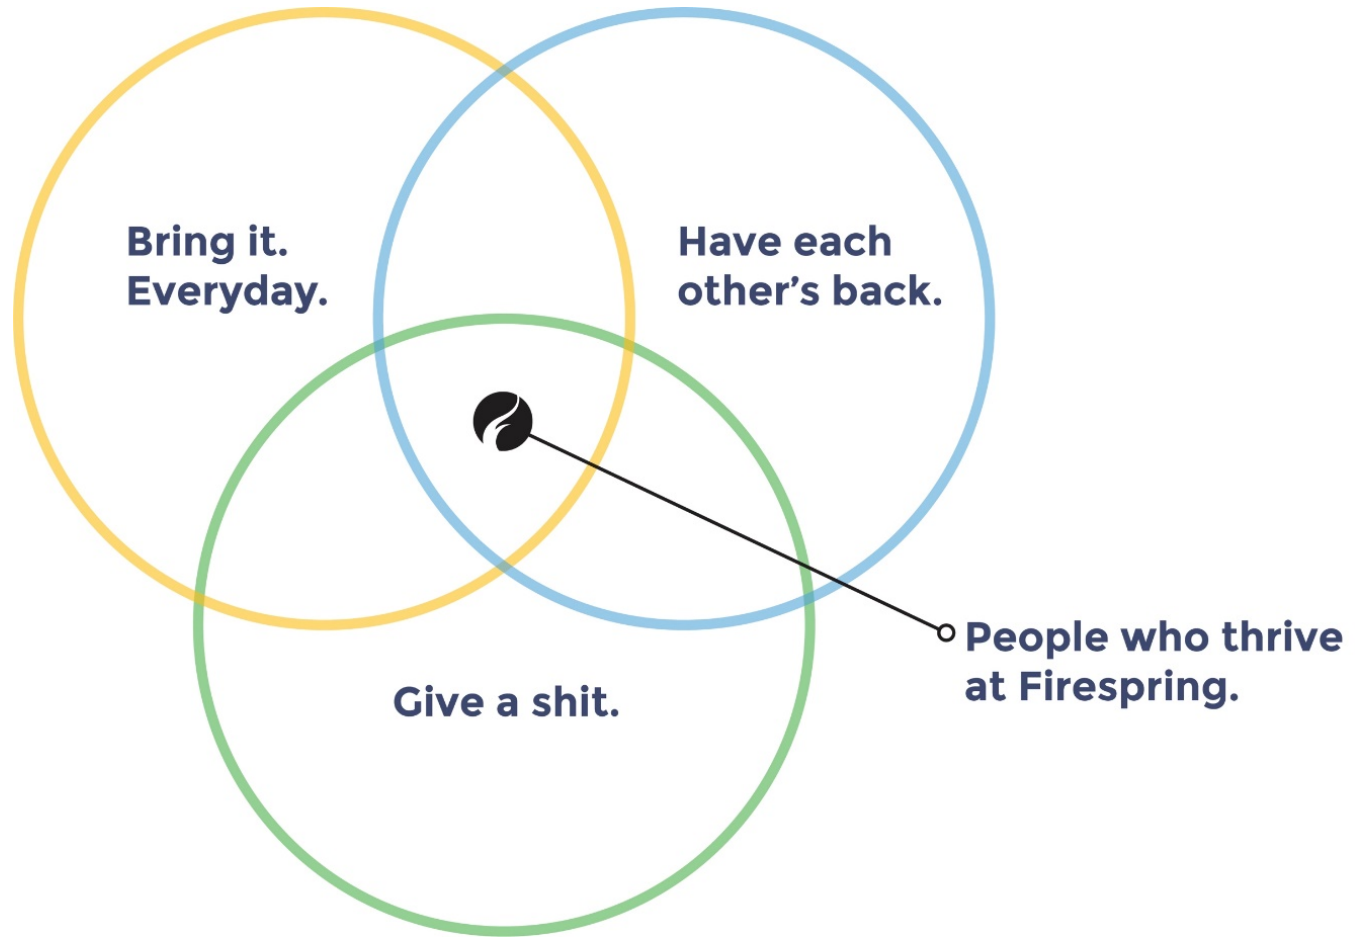 Bring it.
Everyday.
Have each
other’s back.
Give a shit.
People who thrive
at Firespring.